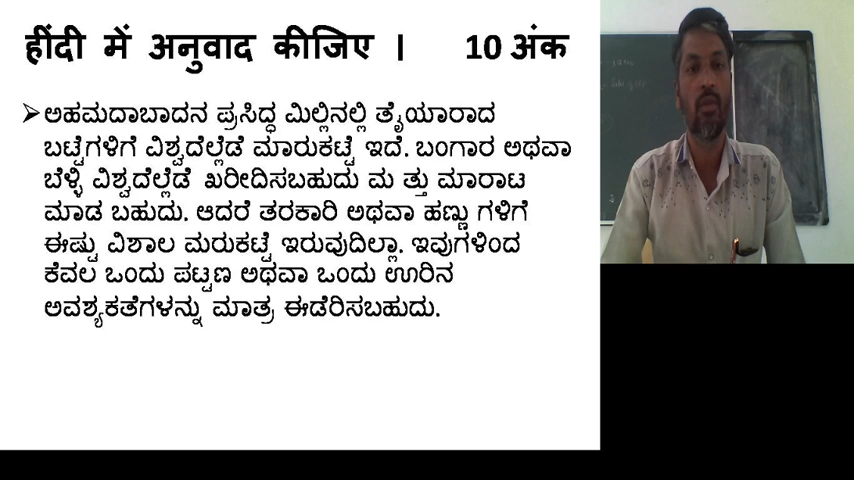 हींदी में अनुवाद कीजिए । 10 अंक
➢ಅಹಮದಾಬಾದನ ಪ್ರಸಿದ್ಧ ಮಿಲ್ಲಿನಲ್ಲಿ ತೈಯಾರಾದ
ಬಟ್ಟೆಗಳಿಗೆ ವಿಶ್ವದೆಲ್ಲೆಡೆ ಮಾರುಕಟ್ಟೆ ಇದೆ. ಬಂಗಾರ ಅಥವಾ
ಬೆಳ್ಳಿ ವಿಶ್ವದೆಲ್ಲೆಡೆ ಖರೀದಿಸಬಹುದು ಮ ತ್ತು ಮಾರಾಟ
ಮಾಡ ಬಹುದು. ಆದರೆ ತರಕಾರಿ ಅಥವಾ ಹಣ್ಣು ಗಳಿಗೆ
ಈಷ್ಟು ವಿಶಾಲ ಮರುಕಟ್ಟೆ ಇರುವುದಿಲ್ಲಾ. ಇವುಗಳಿಂದ
ಕೆವಲ ಒಂದು ಪಟ್ಟಣ ಅಥವಾ ಒಂದು ಊರಿನ
ಅವಶ್ಯಕತೆಗಳನ್ನು ಮಾತ್ರ ಈಡೆರಿಸಬಹುದು.